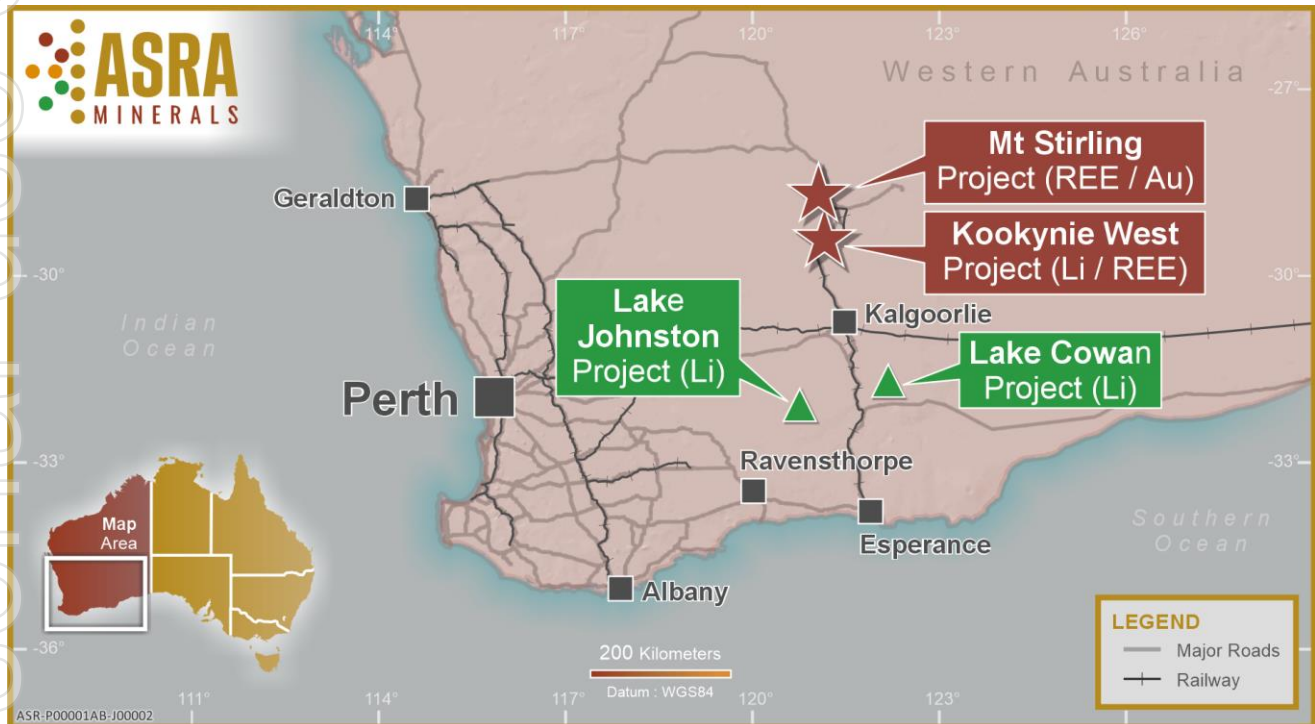 ASRA
MINERALS
114°
117°
120°
123°
126°
Western Australia
-27°
Mt Stirling
Project (REE / Au)
Geraldton
Kookynie West
Project (Li / REE)
-30°
-30°
Lake
Johnston
Project (Li)
Kalgoorlie
Indian
Ocean
Lake Cowan
Project (Li)
Perth
-33°
-33°
Ravensthorpe
Map
Area
Esperance
Southern
Ocean
Albany
-36°
200 Kilometers
Datum : WGS84
LEGEND
Major Roads
Railway
111°
114°
117°
120°
123°
ASR-P00001AB-J00002